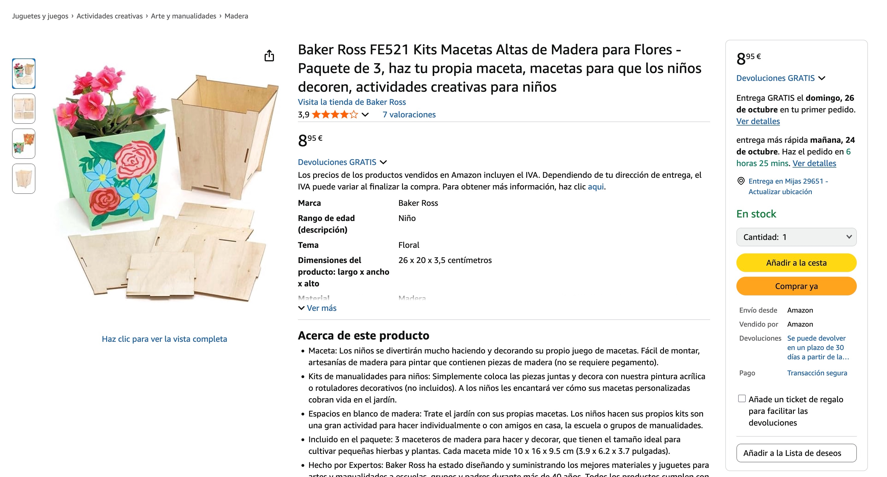 Juguetes y juegos › Actividades creativas › Arte y manualidades › Madera
Baker Ross FE521 Kits Macetas Altas de Madera para Flores -
Paquete de 3, haz tu propia maceta, macetas para que los niños
decoren, actividades creativas para niños
Visita la tienda de Baker Ross
3,9
7 valoraciones
8,95 €
Devoluciones GRATIS
Los precios de los productos vendidos en Amazon incluyen el IVA. Dependiendo de tu dirección de entrega, el
IVA puede variar al finalizar la compra. Para obtener más información, haz clic aquí.
Marca Baker Ross
Rango de edad Niño
(descripción)
Tema Floral
Dimensiones del 26 x 20 x 3,5 centímetros
producto: largo x ancho
x alto
Material Madera
Ver más
Haz clic para ver la vista completa
Acerca de este producto
• Maceta: Los niños se divertirán mucho haciendo y decorando su propio juego de macetas. Fácil de montar,
artesanías de madera para pintar que contienen piezas de madera (no se requiere pegamento).
• Kits de manualidades para niños: Simplemente coloca las piezas juntas y decora con nuestra pintura acrílica
o rotuladores decorativos (no incluidos). A los niños les encantará ver cómo sus macetas personalizadas
cobran vida en el jardín.
• Espacios en blanco de madera: Trate el jardín con sus propias macetas. Los niños hacen sus propios kits son
una gran actividad para hacer individualmente o con amigos en casa, la escuela o grupos de manualidades.
• Incluido en el paquete: 3 maceteros de madera para hacer y decorar, que tienen el tamaño ideal para
cultivar pequeñas hierbas y plantas. Cada maceta mide 10 x 16 x 9.5 cm (3.9 x 6.2 x 3.7 pulgadas).
• Hecho por Expertos: Baker Ross ha estado diseñando y suministrando los mejores materiales y juguetes para
8,95 €
Devoluciones GRATIS
Entrega GRATIS el domingo, 26
de octubre en tu primer pedido.
Ver detalles
entrega más rápida mañana, 24
de octubre. Haz el pedido en 6
horas 25 mins. Ver detalles
Entrega en Mijas 29651 -
Actualizar ubicación
En stock
Cantidad: 1
Añadir a la cesta
Comprar ya
Envío desde Amazon
Vendido por Amazon
Devoluciones Se puede devolver
en un plazo de 30
días a partir de la...
Pago Transacción segura
Añade un ticket de regalo
para facilitar las
devoluciones
Añadir a la Lista de deseos